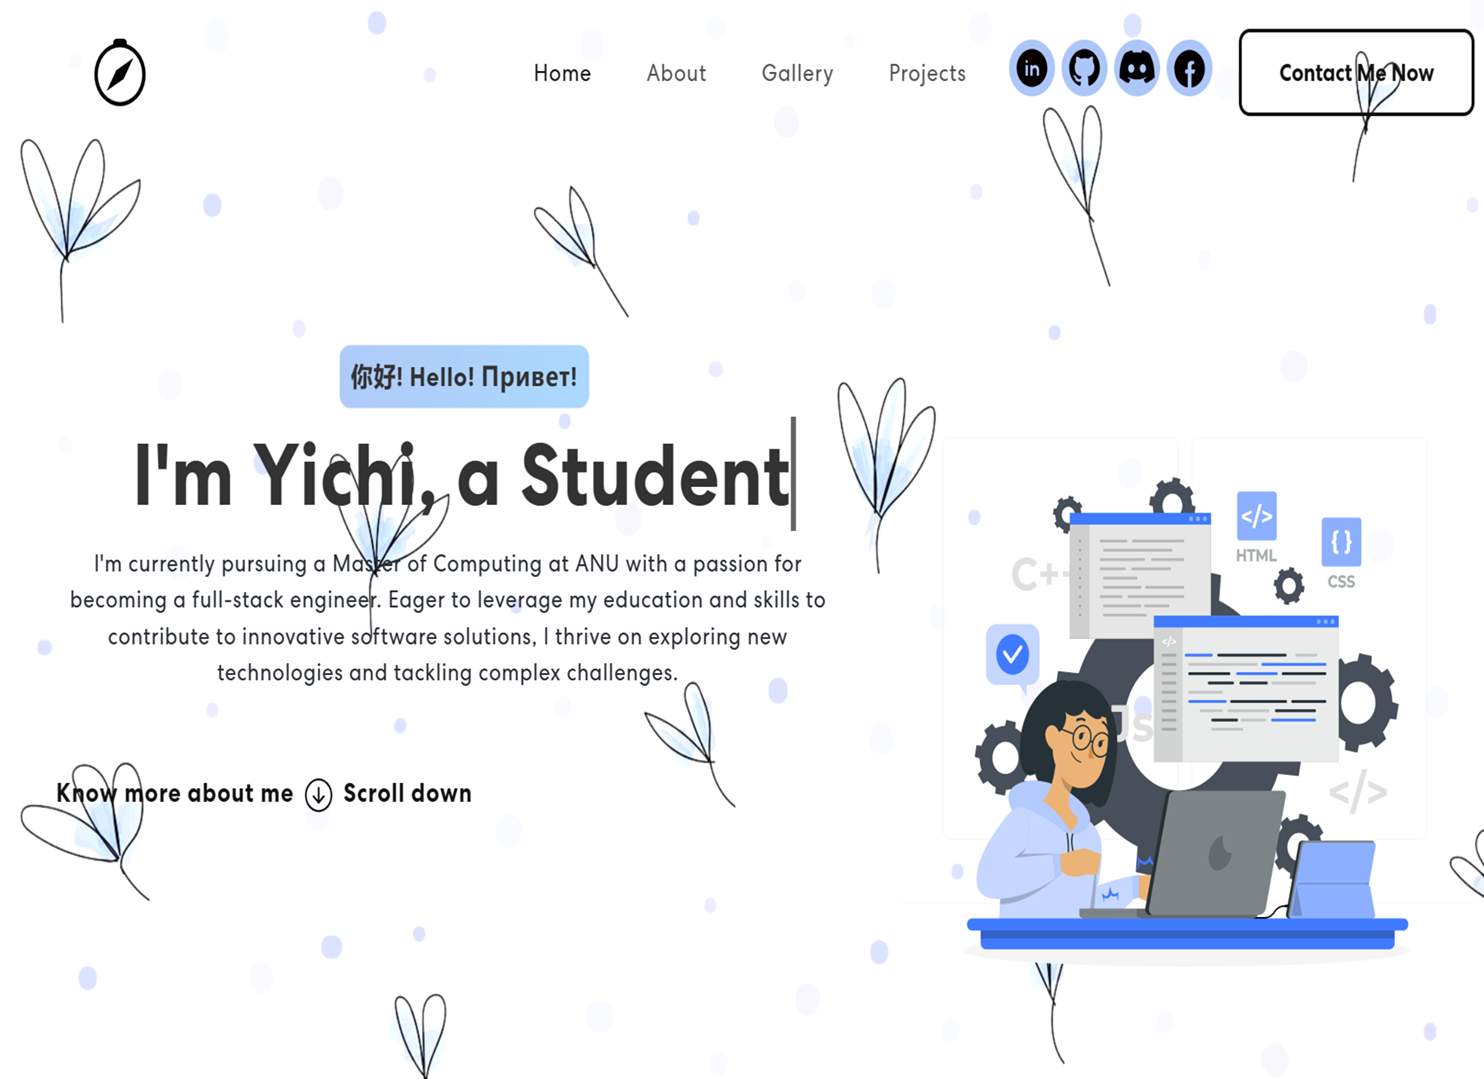 Home About Gallery Projects in Contact Me Now
你好! Hello! Привет!
I'm Yichi, a Student
I'm currently pursuing a Master of Computing at ANU with a passion for
becoming a full-stack engineer. Eager to leverage my education and skills to
contribute to innovative software solutions, I thrive on exploring new
technologies and tackling complex challenges.
Know more about me Scroll down
</>
HTML
{}
CSS
C++
</>
Js
</>